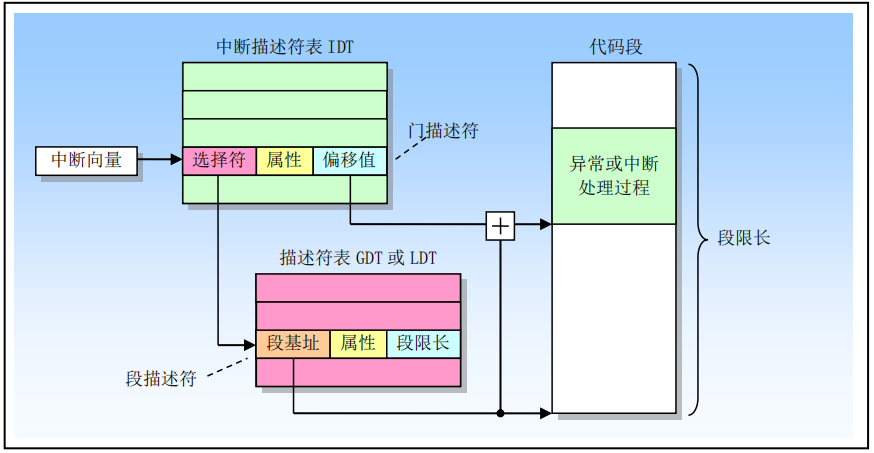 中断描述符表 IDT
代码段
门描述符
中断向量
选择符
属性
偏移值
异常或中断
处理过程
段限长
描述符表 GDT 或 LDT
段基址
属性
段限长
段描述符